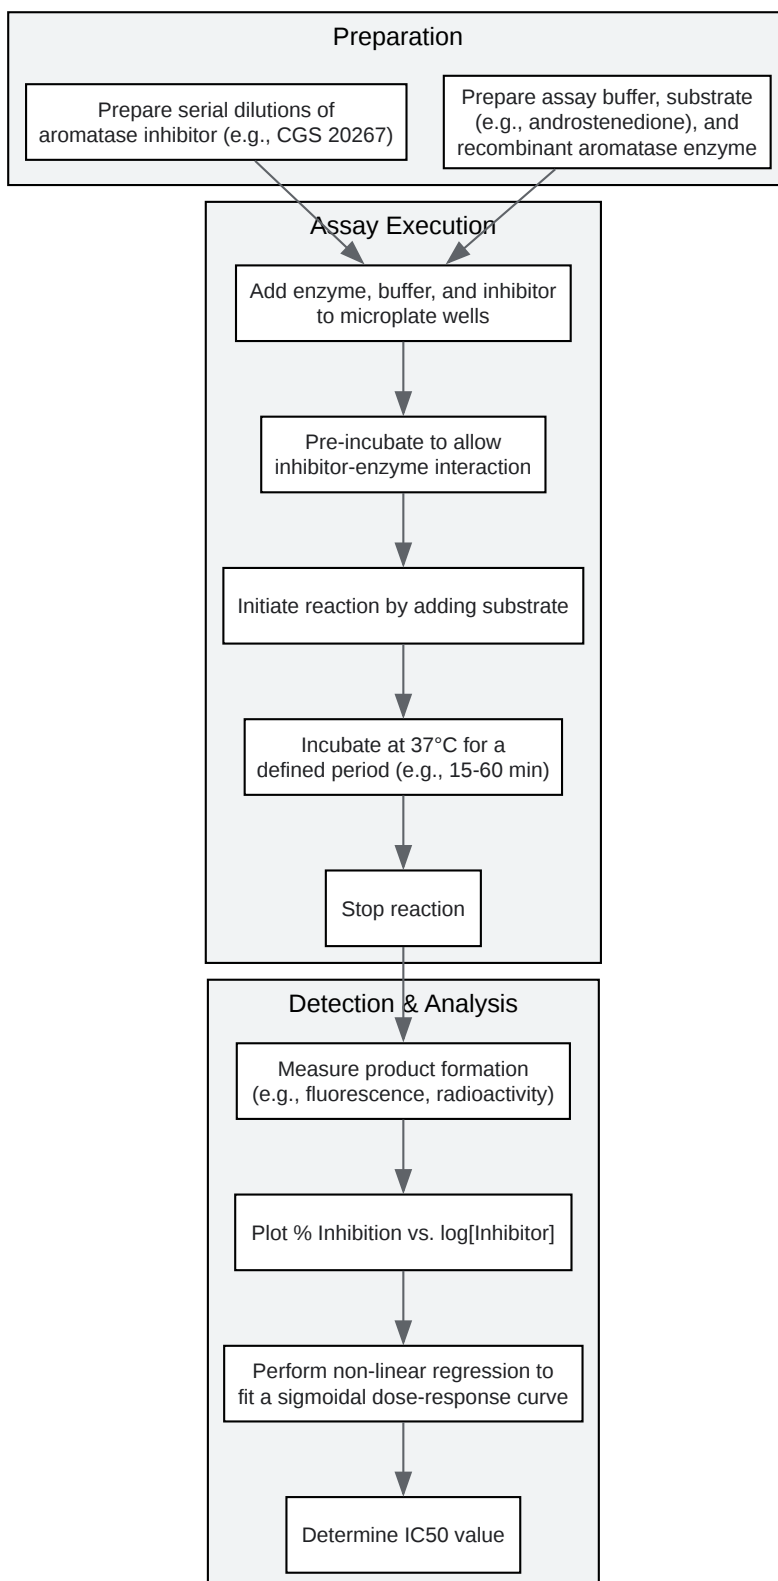 Preparation
Prepare serial dilutions of
aromatase inhibitor (e.g., CGS 20267)
Prepare assay buffer, substrate
(e.g., androstenedione), and
recombinant aromatase enzyme
Assay Execution
Add enzyme, buffer, and inhibitor
to microplate wells
Pre-incubate to allow
inhibitor-enzyme interaction
Initiate reaction by adding substrate
Incubate at 37°C for a
defined period (e.g., 15-60 min)
Stop reaction
Detection & Analysis
Measure product formation
(e.g., fluorescence, radioactivity)
Plot % Inhibition vs. log[Inhibitor]
Perform non-linear regression to
fit a sigmoidal dose-response curve
Determine IC50 value